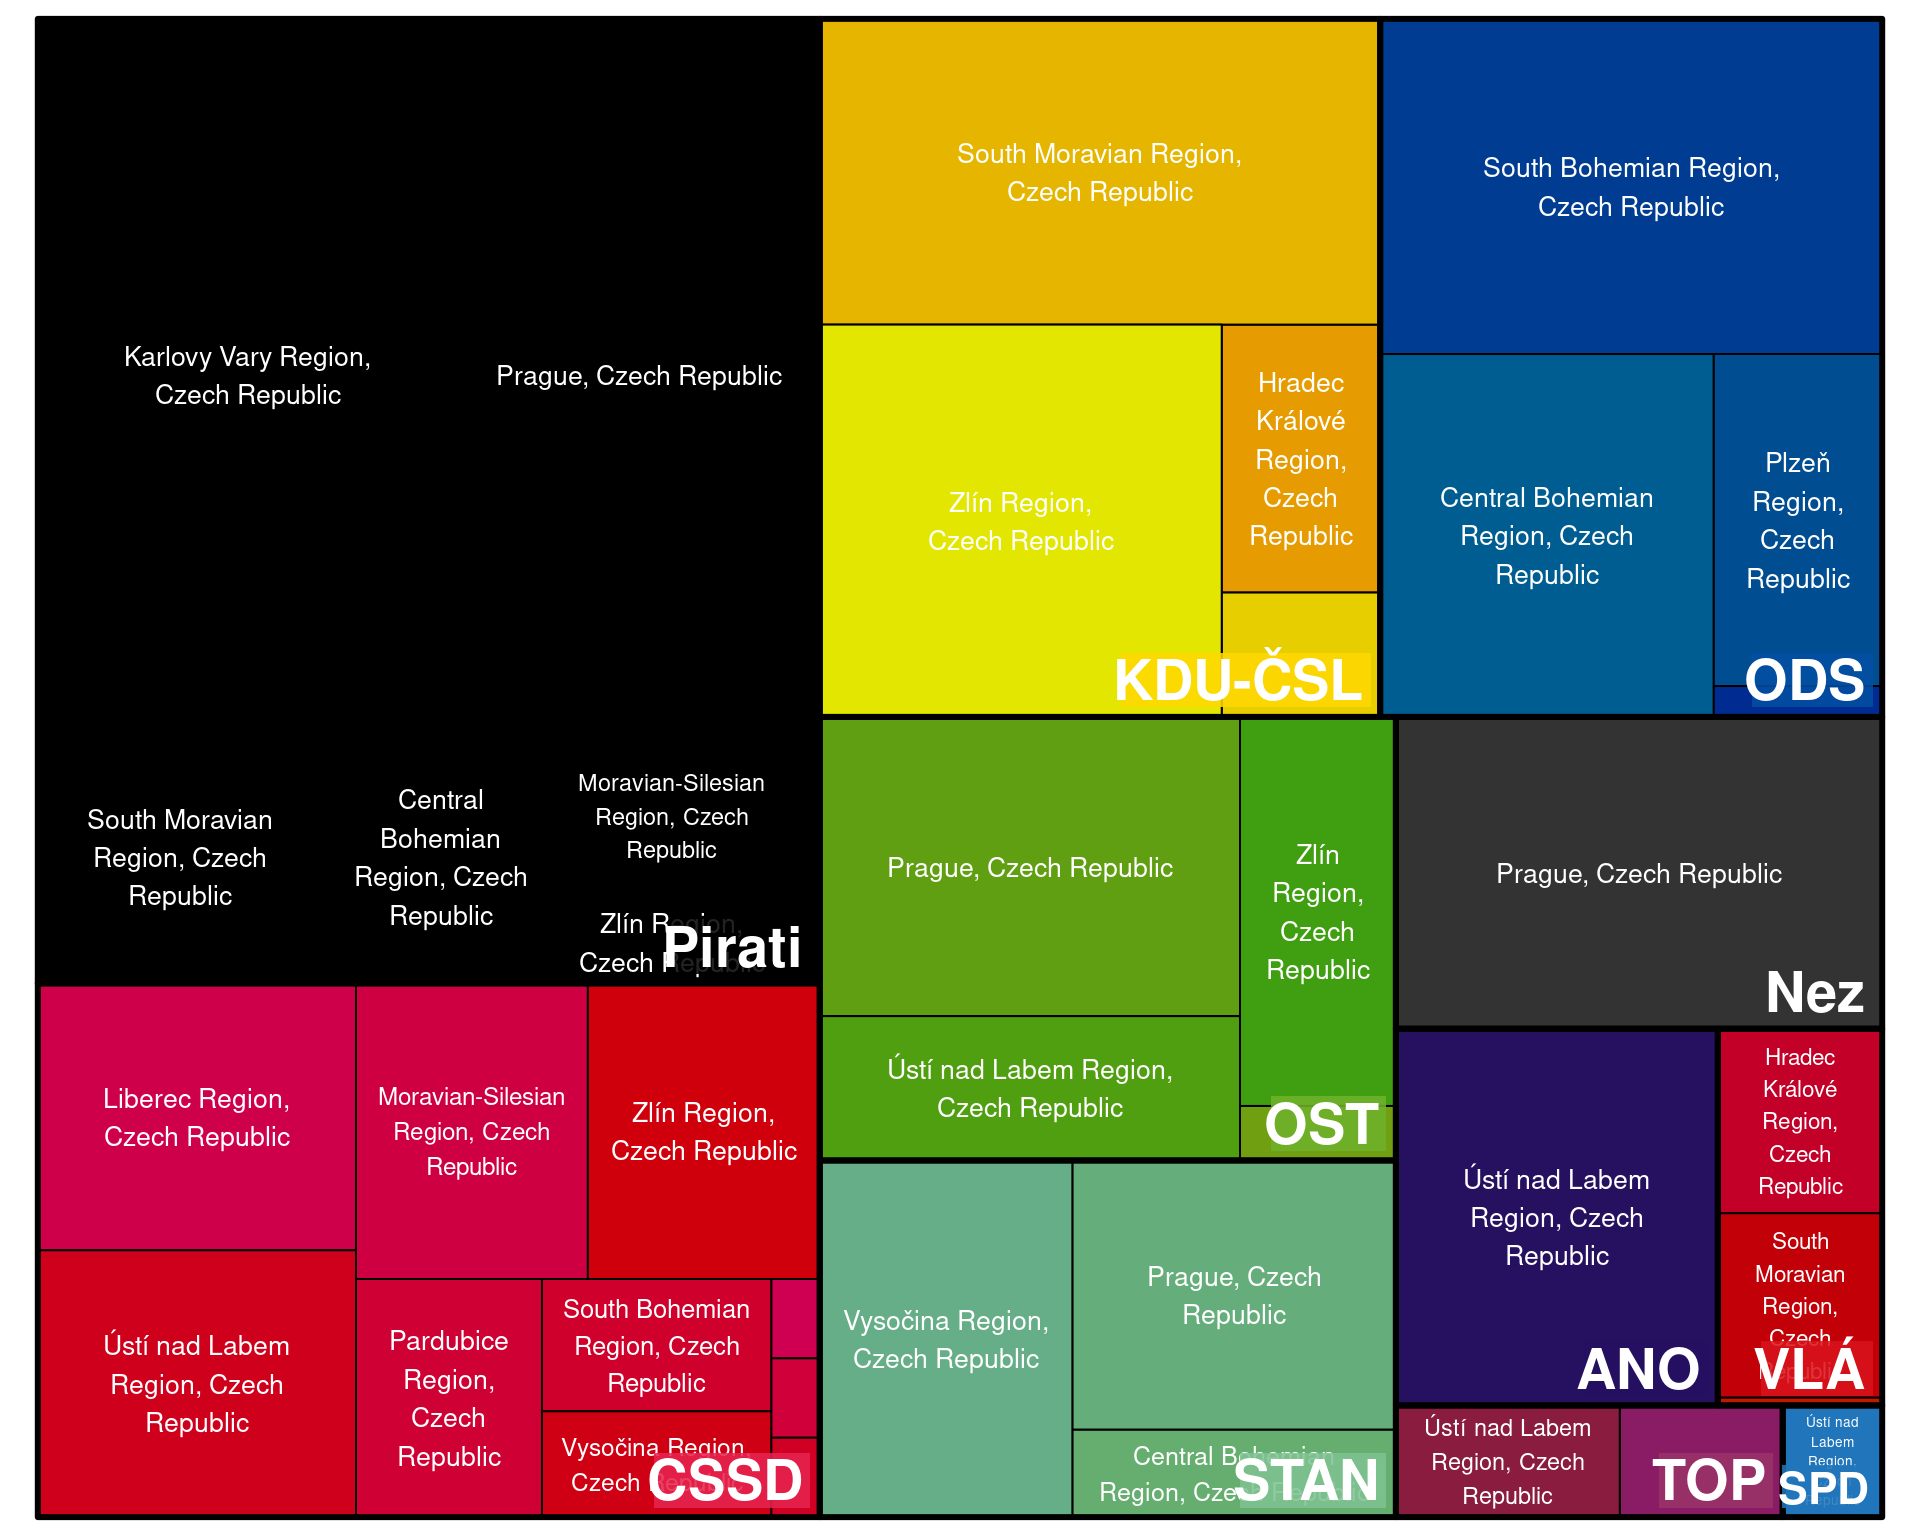 Karlovy Vary Region,
Czech Republic
Prague, Czech Republic
South Moravian
Region, Czech
Republic
Central
Bohemian
Region, Czech
Republic
Moravian-Silesian
Region, Czech
Republic
Zlín Region,
Czech
Pirati
South Moravian Region,
Czech Republic
Zlín Region,
Czech Republic
Hradec
Králové
Region,
Czech
Republic
KDU-ČSL
South Bohemian Region,
Czech Republic
Central Bohemian
Region, Czech
Republic
Plzeň
Region,
Czech
Republic
ODS
Liberec Region,
Czech Republic
Ústí nad Labem
Region, Czech
Republic
Moravian-Silesian
Region, Czech
Republic
Zlín Region,
Czech Republic
Pardubice
Region,
Czech
Republic
South Bohemian
Region, Czech
Republic
Vysočina Region,
Czech
CSSD
Prague, Czech Republic
Ústí nad Labem Region,
Czech Republic
Zlín
Region,
Czech
Republic
OST
Vysočina Region,
Czech Republic
Prague, Czech
Republic
Central Bohemian
Region, Czech
STAN
Prague, Czech Republic
Nez
Ústí nad Labem
Region, Czech
Republic
ANO
Hradec
Králové
Region,
Czech
Republic
South
Moravian
Region,
Czech
VLÁ
Ústí nad Labem
Region, Czech
Republic
TOP
Ústí nad
Labem
Region,
SPD